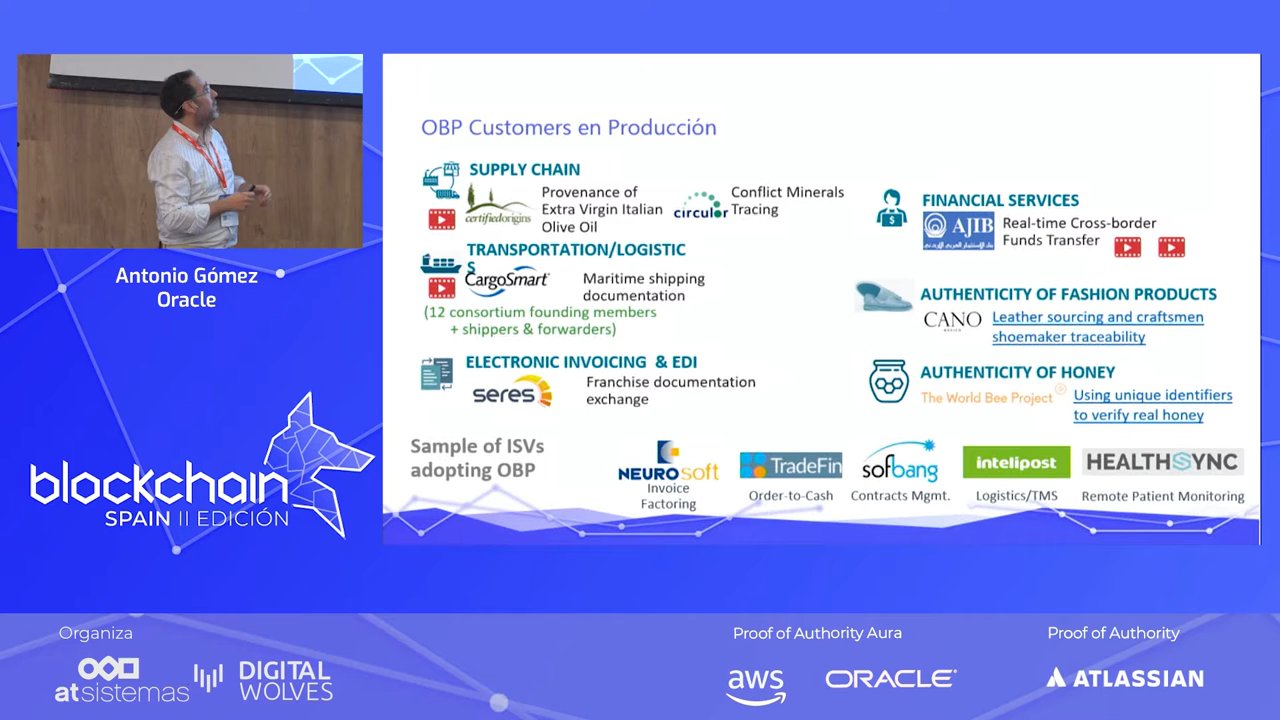 OBP Customers en Producción
SUPPLY CHAIN
certifiedorigins
Provenance of
Extra Virgin Italian
Olive Oil
circulor
Conflict Minerals
Tracing
TRANSPORTATION/LOGISTIC
S
CargoSmart
Maritime shipping
documentation
(12 consortium founding members
+ shippers & forwarders)
ELECTRONIC INVOICING & EDI
seres
Franchise documentation
exchange
FINANCIAL SERVICES
AJIB
Real-time Cross-border
Funds Transfer
AUTHENTICITY OF FASHION PRODUCTS
CANO
Leather sourcing and craftsmen
shoemaker traceability
AUTHENTICITY OF HONEY
The World Bee Project
Using unique identifiers
to verify real honey
Sample of ISVs
adopting OBP
NEUROsoft
Invoice
Factoring
TradeFin
Order-to-Cash
sofbang
Contracts Mgmt.
intelipost
Logistics/TMS
HEALTHSYNC
Remote Patient Monitoring
Antonio Gómez
Oracle
blockchain
SPAIN II EDICIÓN
Organiza
atsistemas
DIGITAL
WOLVES
Proof of Authority Aura
aws
ORACLE
Proof of Authority
ATLASSIAN